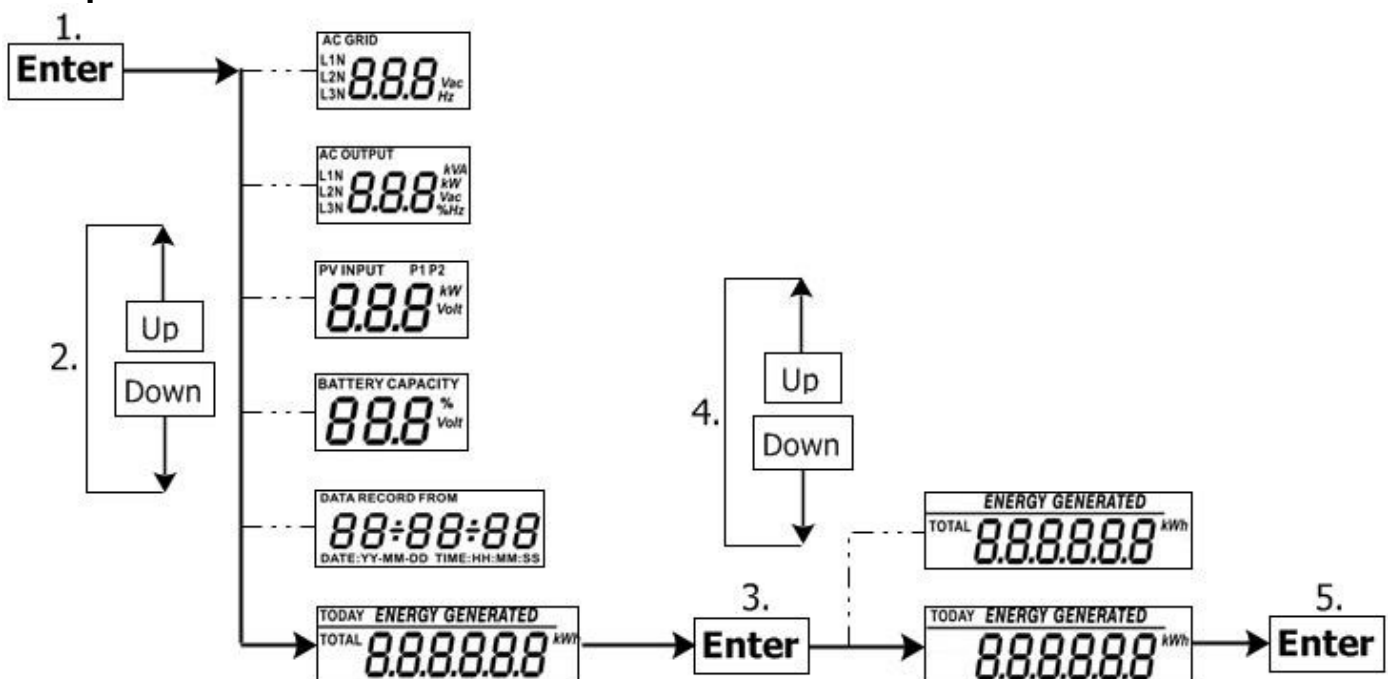 1.
Enter
AC GRID
L1N
L2N
L3N
8.8.8
Vac
Hz
AC OUTPUT
L1N
L2N
L3N
8.8.8
kVA
kW
Vac
%Hz
2.
Up
Down
PV INPUT P1 P2
8.8.8
kW
Volt
BATTERY CAPACITY
88.8
%
Volt
DATA RECORD FROM
88:88:88
DATE:YY-MM-DD TIME:HH:MM:SS
TODAY ENERGY GENERATED
TOTAL 8.8.8.8.8.8 kWh
3.
Enter
4.
Up
Down
ENERGY GENERATED
TOTAL 8.8.8.8.8.8 kWh
TODAY ENERGY GENERATED
8.8.8.8.8.8 kWh
5.
Enter